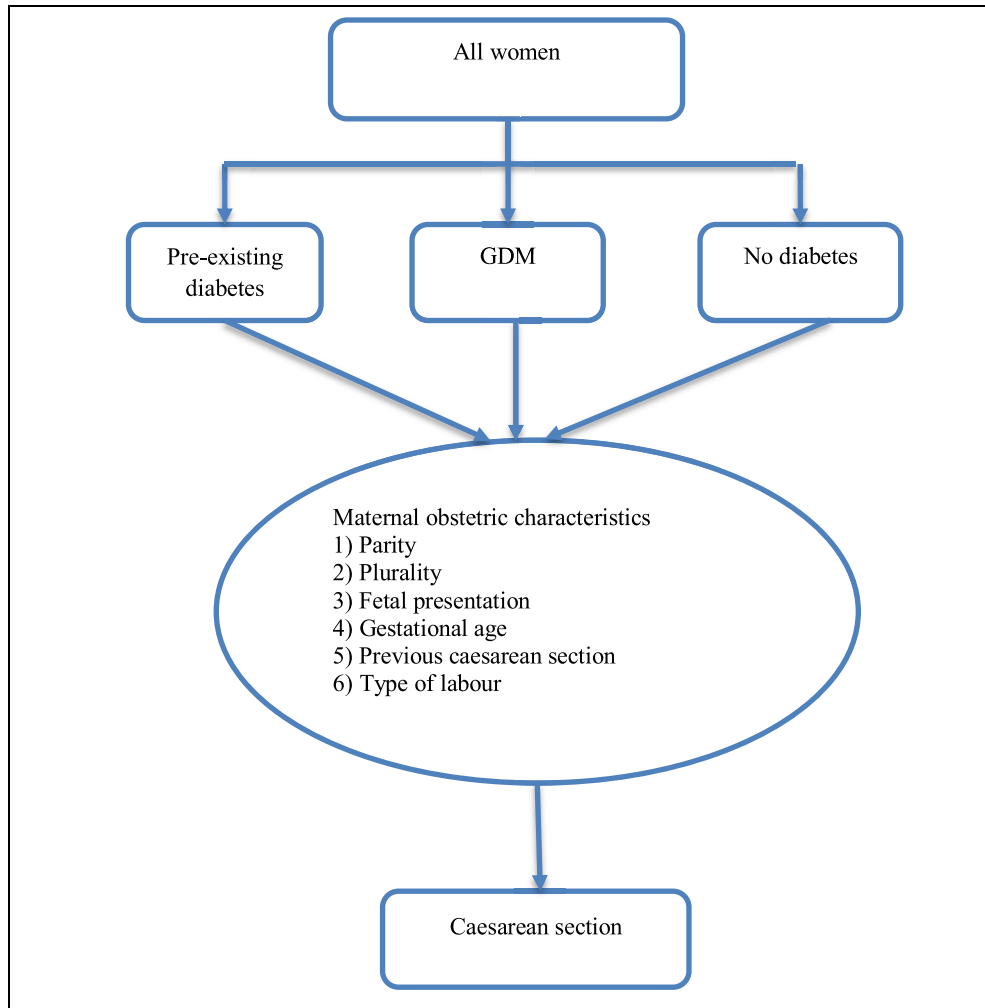 All women
Pre-existing
diabetes
GDM
No diabetes
Maternal obstetric characteristics
1) Parity
2) Plurality
3) Fetal presentation
4) Gestational age
5) Previous caesarean section
6) Type of labour
Caesarean section